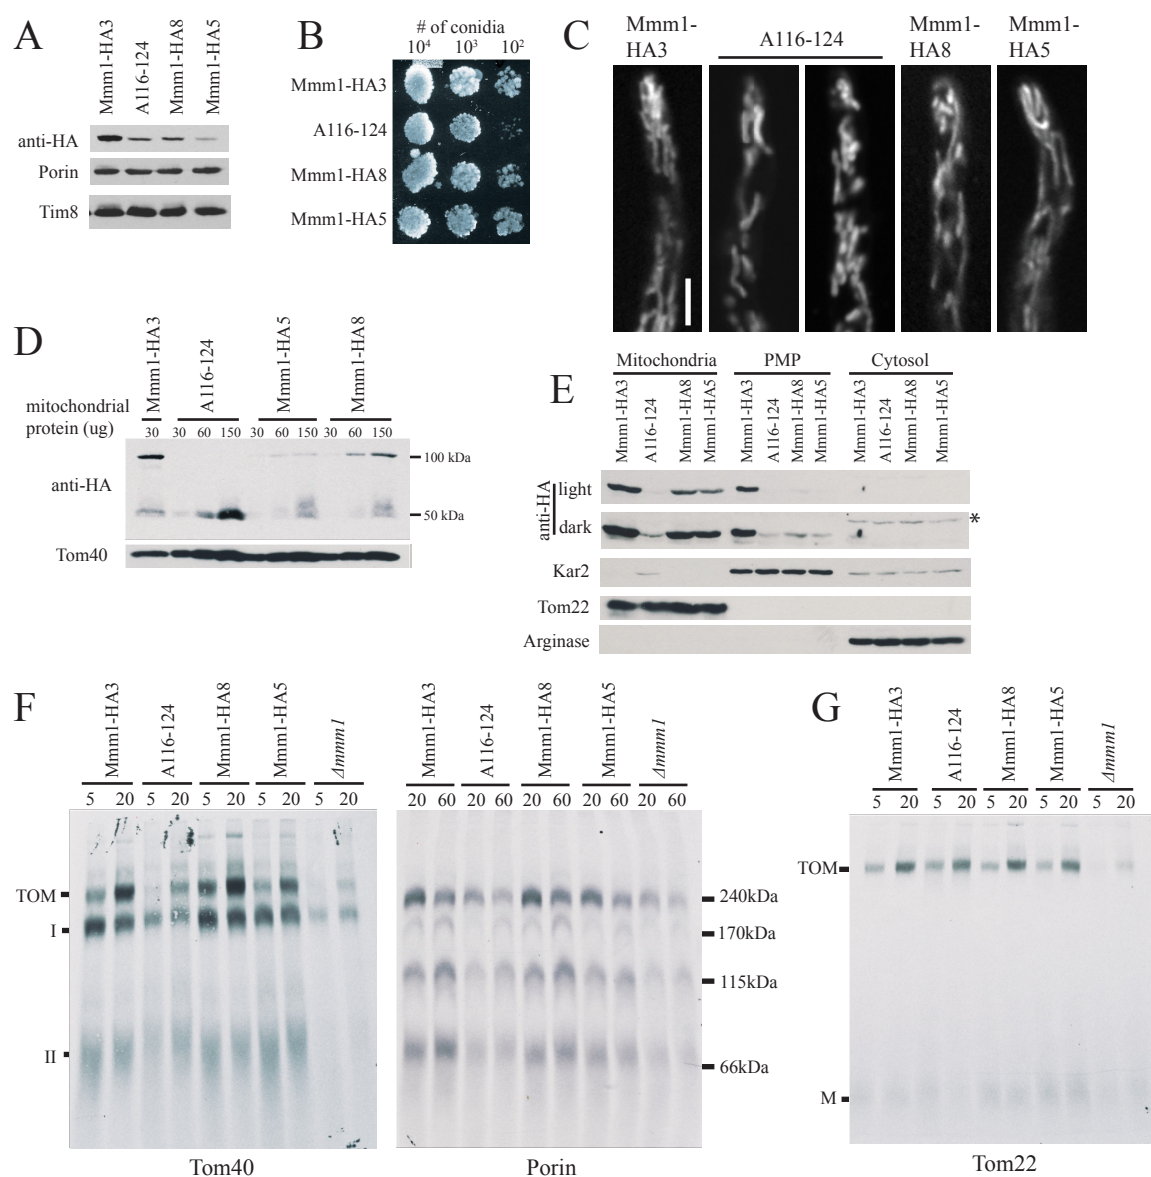 A
Mmm1-HA3
A116-124
Mmm1-HA8
Mmm1-HA5
anti-HA
Porin
Tim8
B
# of conidia
10⁴ 10³ 10²
Mmm1-HA3
A116-124
Mmm1-HA8
Mmm1-HA5
C
Mmm1-HA3
A116-124
Mmm1-HA8
Mmm1-HA5
D
Mmm1-HA3
A116-124
Mmm1-HA5
Mmm1-HA8
mitochondrial
protein (ug)
30 30 60 150 30 60 150 30 60 150
anti-HA
100 kDa
50 kDa
Tom40
E
Mitochondria PMP Cytosol
Mmm1-HA3 A116-124 Mmm1-HA8 Mmm1-HA5 Mmm1-HA3 A116-124 Mmm1-HA8 Mmm1-HA5 Mmm1-HA3 A116-124 Mmm1-HA8 Mmm1-HA5
anti-HA
light
dark
*
Kar2
Tom22
Arginase
F
Mmm1-HA3
A116-124
Mmm1-HA8
Mmm1-HA5
Δmmm1
5 20 5 20 5 20 5 20 5 20
TOM
I
II
Tom40
Mmm1-HA3
A116-124
Mmm1-HA8
Mmm1-HA5
Δmmm1
20 60 20 60 20 60 20 60 20 60
240kDa
170kDa
115kDa
66kDa
Porin
G
Mmm1-HA3
A116-124
Mmm1-HA8
Mmm1-HA5
Δmmm1
5 20 5 20 5 20 5 20 5 20
TOM
M
Tom22